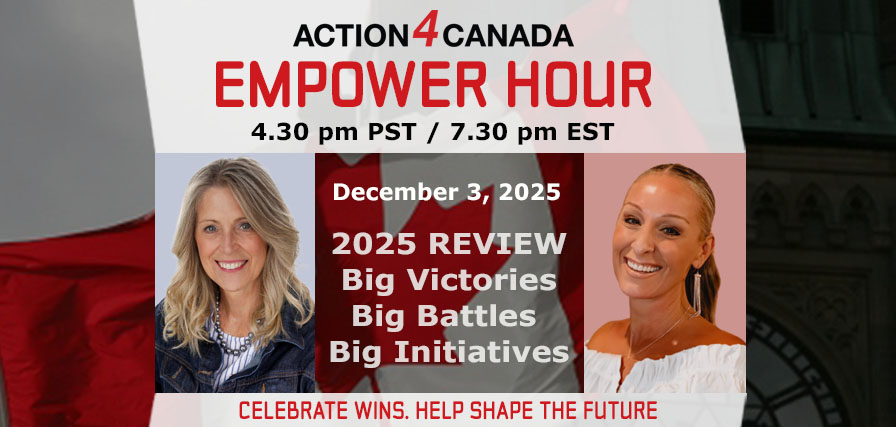 ACTION4CANADA
EMPOWER HOUR
4.30 pm PST / 7.30 pm EST
December 3, 2025
2025 REVIEW
Big Victories
Big Battles
Big Initiatives
CELEBRATE WINS. HELP SHAPE THE FUTURE